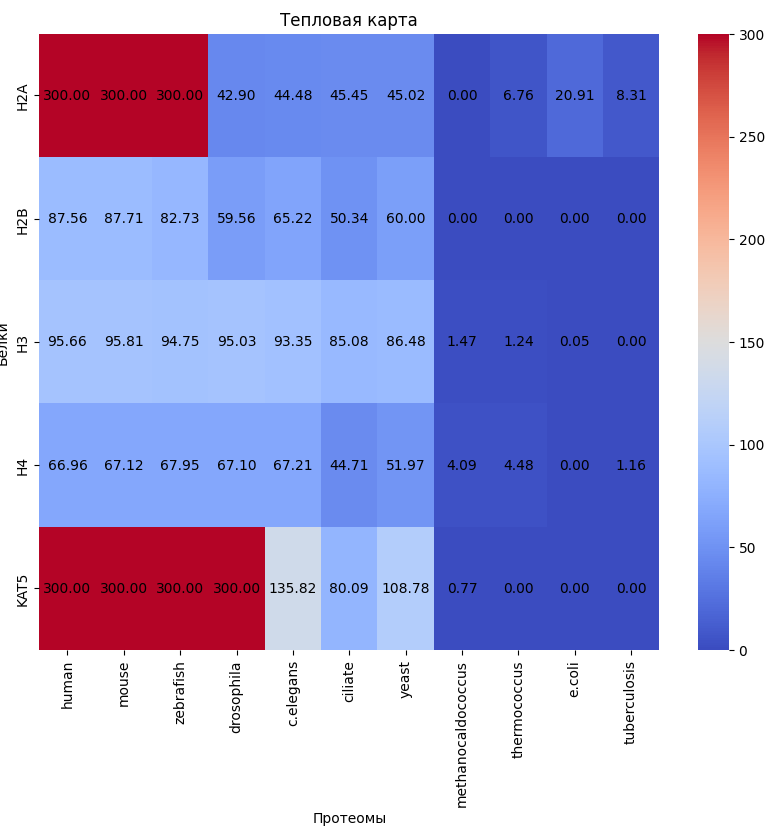 Тепловая карта
H2A 300.00 300.00 300.00 42.90 44.48 45.45 45.02 0.00 6.76 20.91 8.31
H2B 87.56 87.71 82.73 59.56 65.22 50.34 60.00 0.00 0.00 0.00 0.00
H3 95.66 95.81 94.75 95.03 93.35 85.08 86.48 1.47 1.24 0.05 0.00
H4 66.96 67.12 67.95 67.10 67.21 44.71 51.97 4.09 4.48 0.00 1.16
KAT5 300.00 300.00 300.00 300.00 135.82 80.09 108.78 0.77 0.00 0.00 0.00
Белки
human mouse zebrafish drosophila c.elegans ciliate yeast methanocaldococcus thermococcus e.coli tuberculosis
Протеомы
300
250
200
150
100
50
0